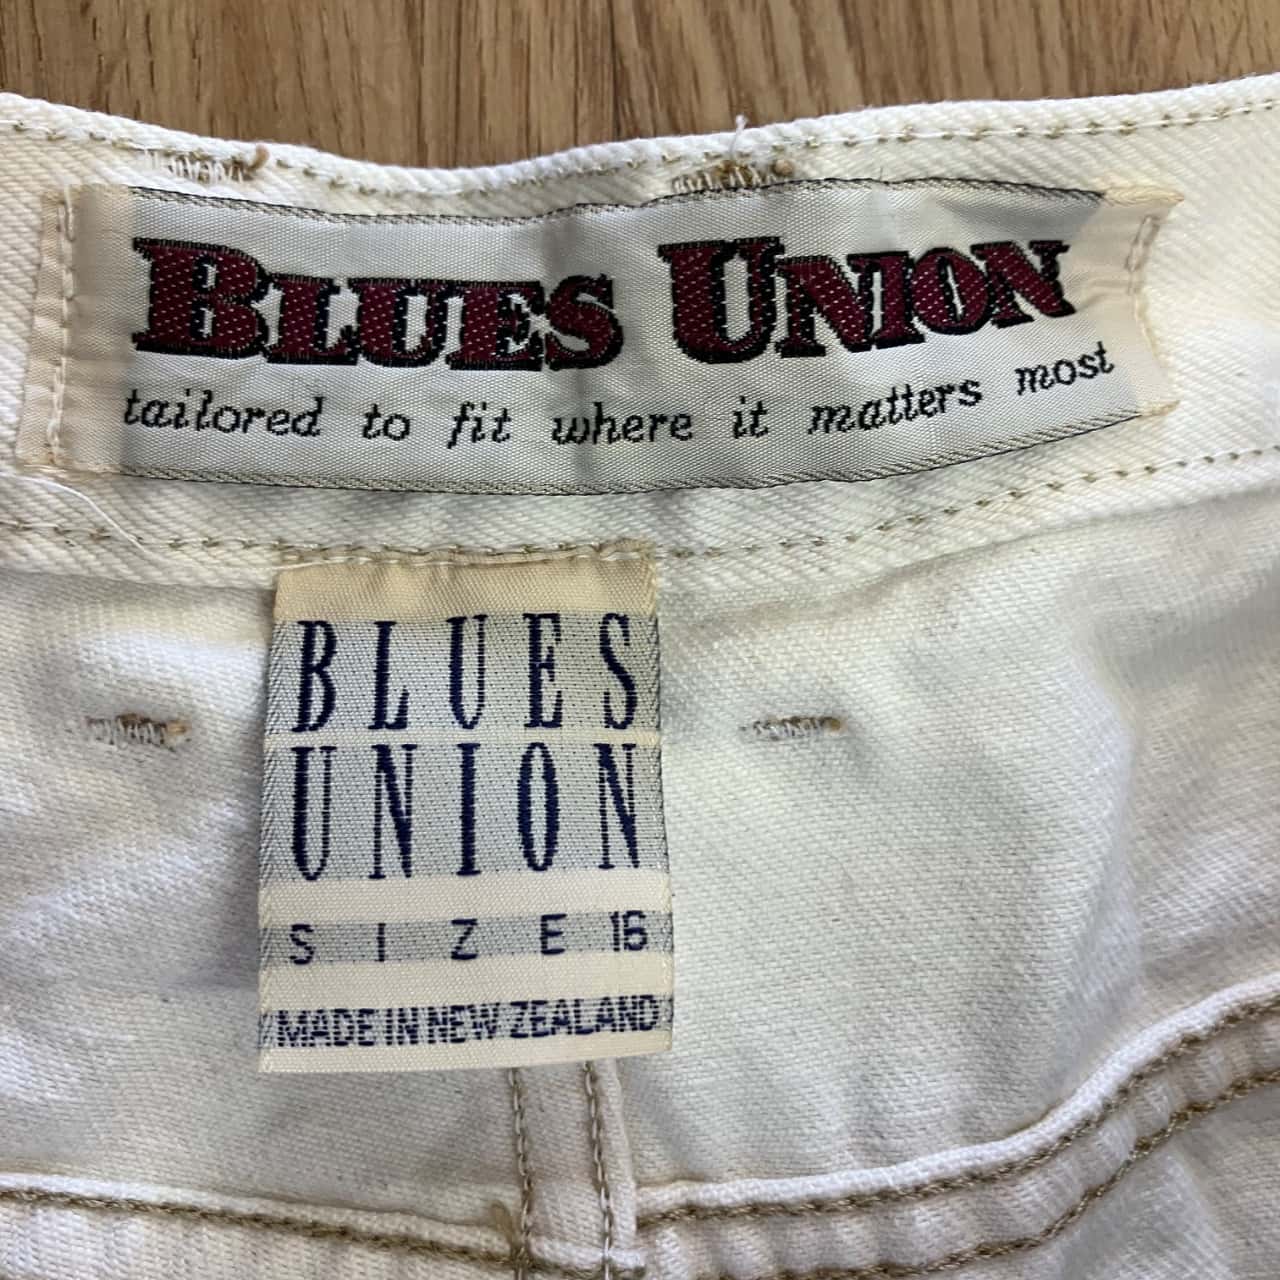 BLUES UNION
tailored to fit where it matters most
BLUES
UNION
SIZE 16
MADE IN NEW ZEALAND